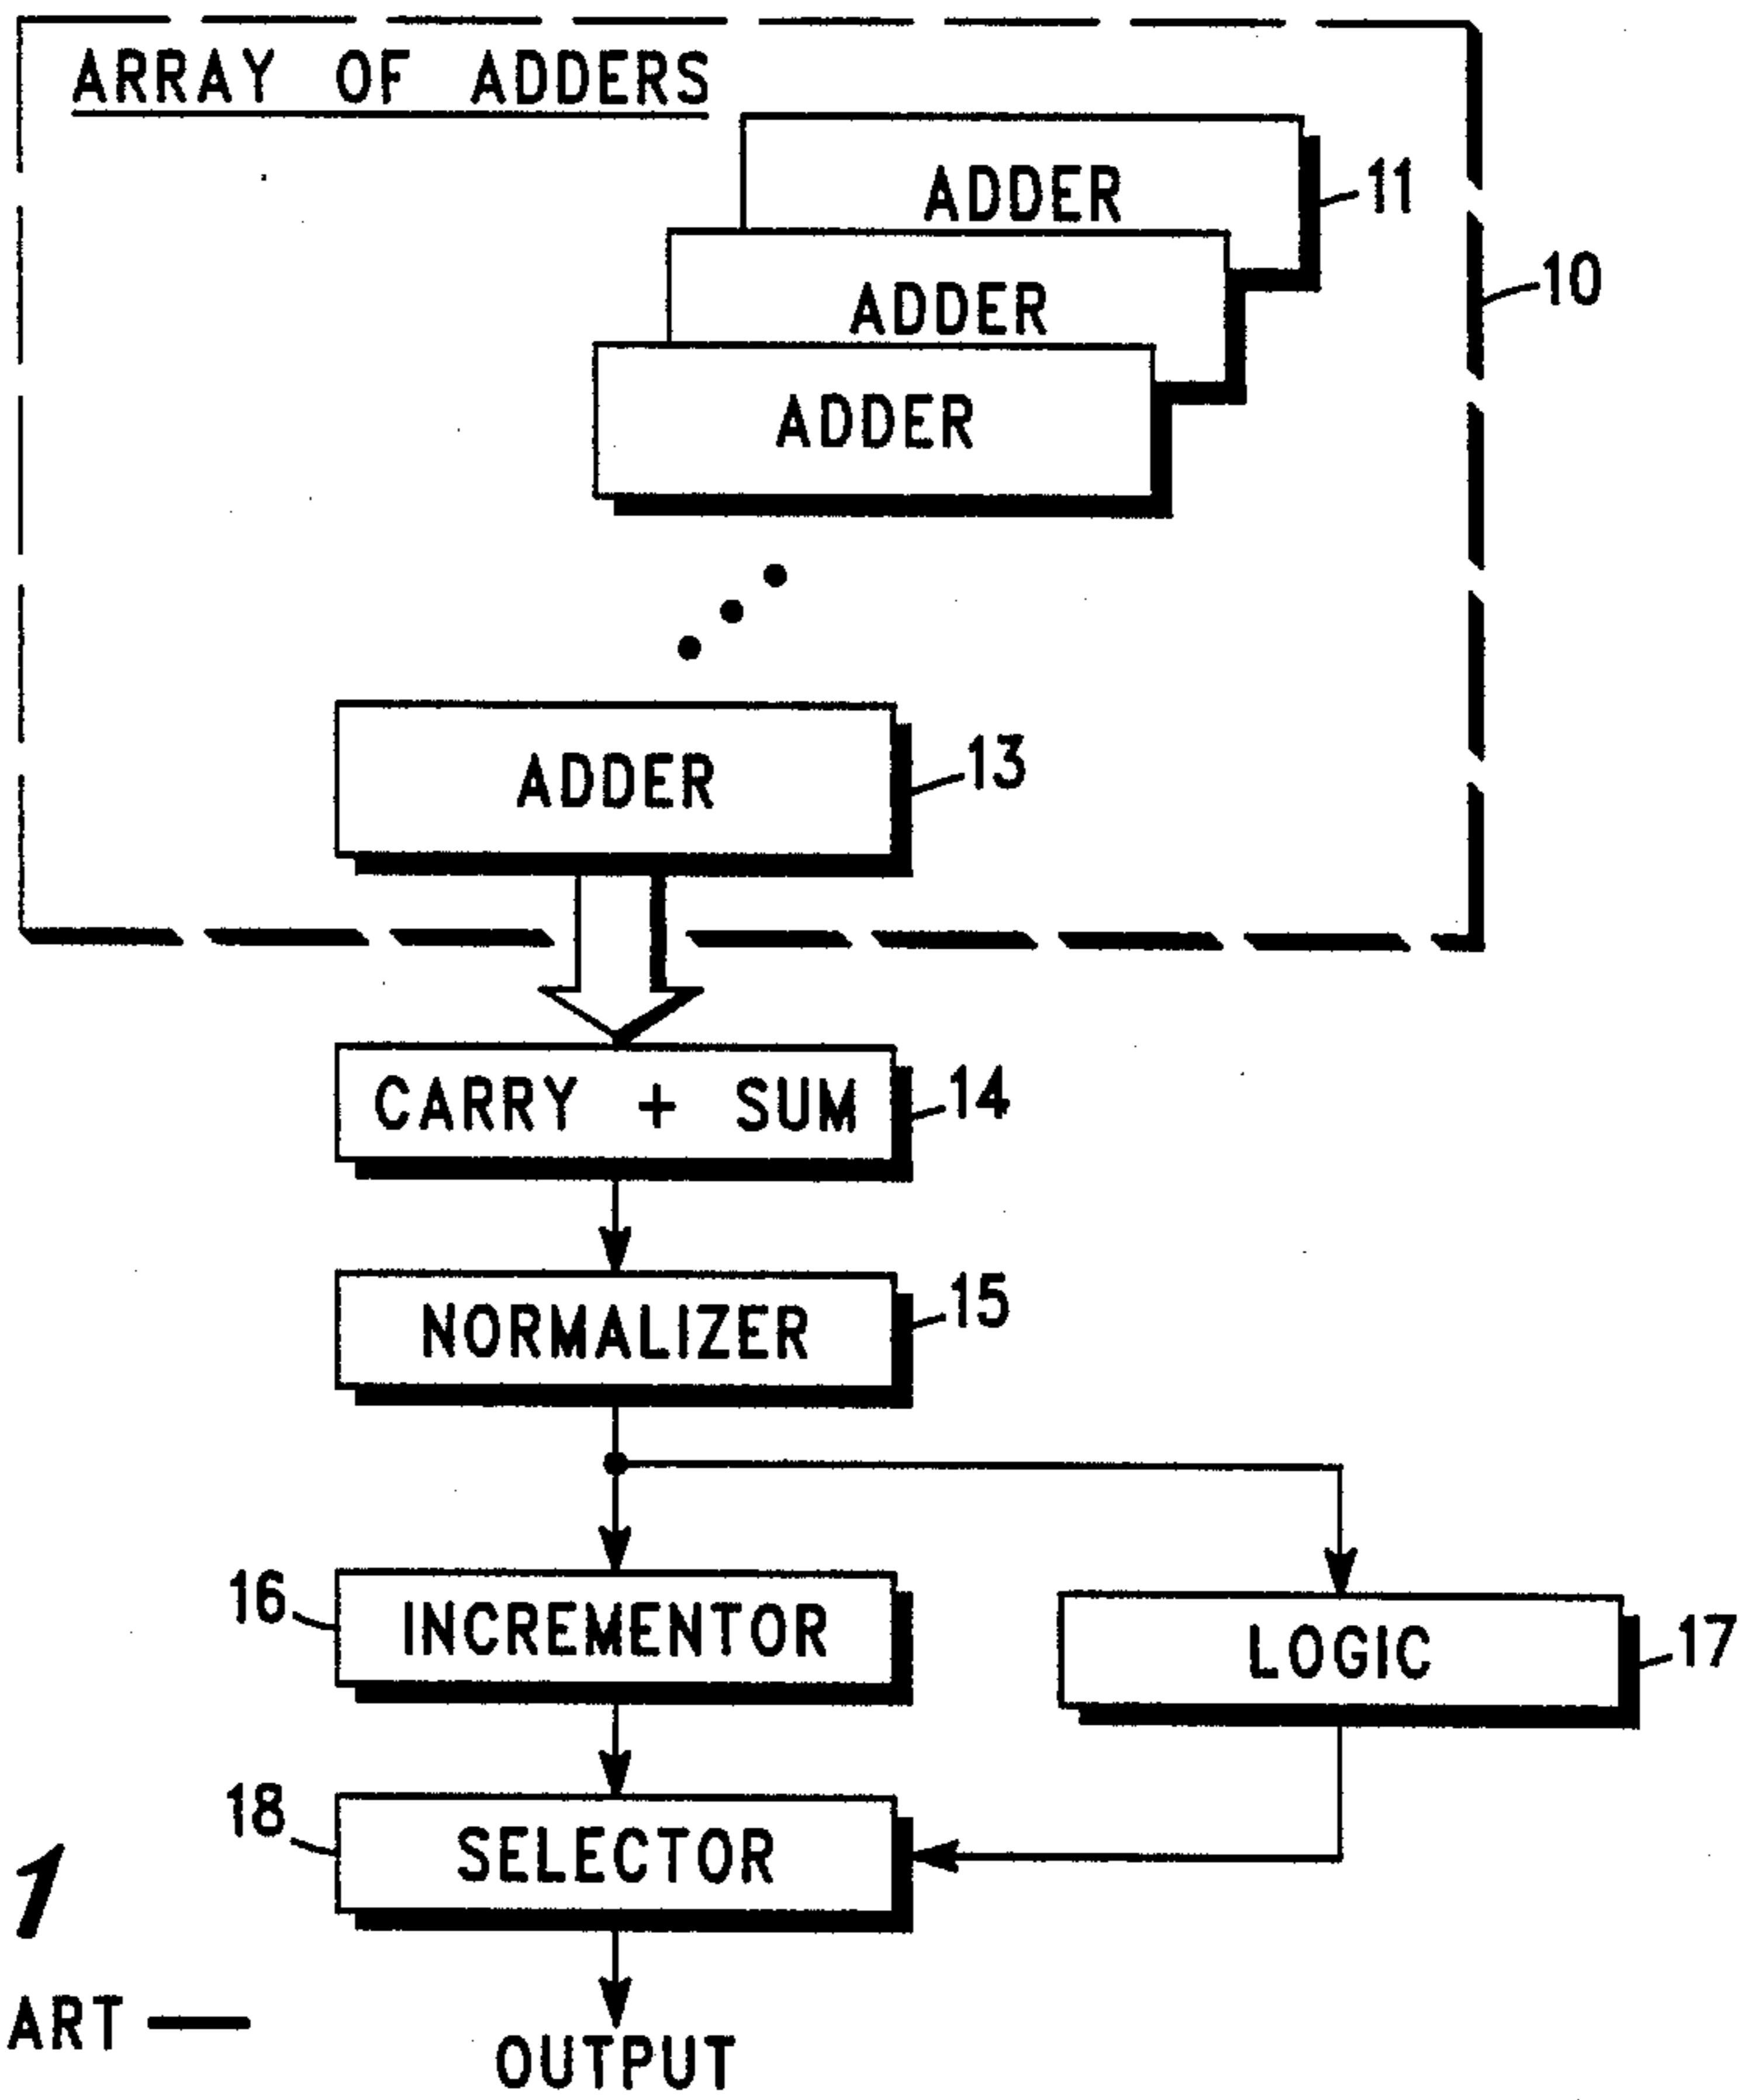 ARRAY OF ADDERS
ADDER
11
ADDER
10
ADDER
ADDER
13
CARRY + SUM
14
NORMALIZER
15
16
INCREMENTOR
LOGIC
17
18
SELECTOR
1
ART —
OUTPUT